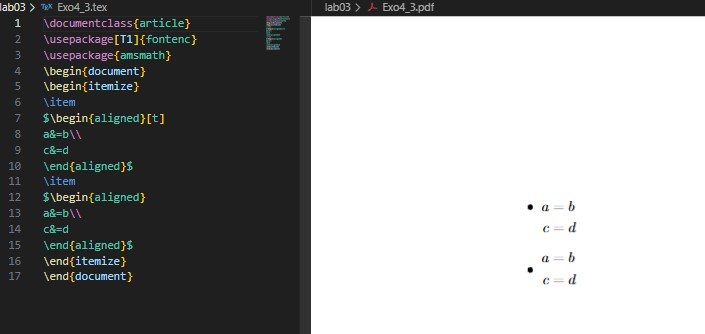 lab03 > TEX Exo4_3.tex
lab03 > Exo4_3.pdf
1 \documentclass{article}
2 \usepackage[T1]{fontenc}
3 \usepackage{amsmath}
4 \begin{document}
5 \begin{itemize}
6 \item
7 $\begin{aligned}[t]
8 a&=b\\
9 c&=d
10 \end{aligned}$
11 \item
12 $\begin{aligned}
13 a&=b\\
14 c&=d
15 \end{aligned}$
16 \end{itemize}
17 \end{document}
• a = b
c = d
• a = b
c = d